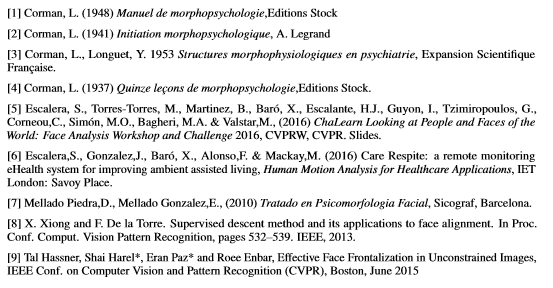 [1] Corman, L. (1948) Manuel de morphopsychologie,Editions Stock
[2] Corman, L. (1941) Initiation morphopsychologique, A. Legrand
[3] Corman, L., Longuet, Y. 1953 Structures morphophysiologiques en psychiatrie, Expansion Scientifique
Française.
[4] Corman, L. (1937) Quinze leçons de morphopsychologie,Editions Stock.
[5] Escalera, S., Torres-Torres, M., Martinez, B., Baró, X., Escalante, H.J., Guyon, I., Tzimiropoulos, G.,
Corneou,C., Simón, M.O., Bagheri, M.A. & Valstar,M., (2016) ChaLearn Looking at People and Faces of the
World: Face Analysis Workshop and Challenge 2016, CVPRW, CVPR. Slides.
[6] Escalera,S., Gonzalez,J., Baró, X., Alonso,F. & Mackay,M. (2016) Care Respite: a remote monitoring
eHealth system for improving ambient assisted living, Human Motion Analysis for Healthcare Applications, IET
London: Savoy Place.
[7] Mellado Piedra,D., Mellado Gonzalez,E., (2010) Tratado en Psicomorfologia Facial, Sicograf, Barcelona.
[8] X. Xiong and F. De la Torre. Supervised descent method and its applications to face alignment. In Proc.
Conf. Comput. Vision Pattern Recognition, pages 532–539. IEEE, 2013.
[9] Tal Hassner, Shai Harel*, Eran Paz* and Roee Enbar, Effective Face Frontalization in Unconstrained Images,
IEEE Conf. on Computer Vision and Pattern Recognition (CVPR), Boston, June 2015